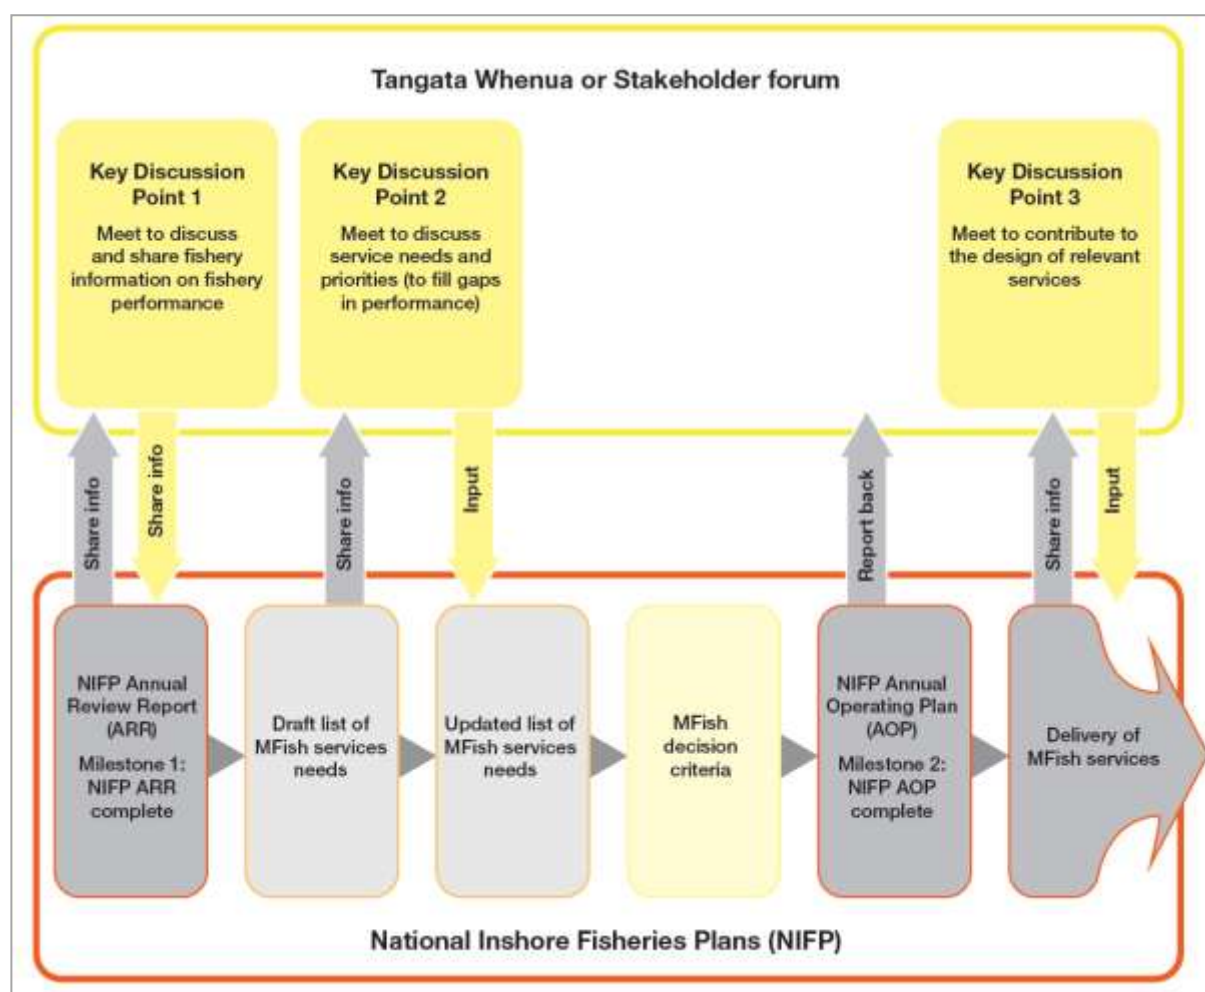 Tangata Whenua or Stakeholder forum
Key Discussion
Point 1
Meet to discuss
and share fishery
information on fishery
performance
Key Discussion
Point 2
Meet to discuss
service needs and
priorities (to fill gaps
in performance)
Key Discussion
Point 3
Meet to contribute to
the design of relevant
services
Share info
Share info
Share info
Input
Report back
Share info
Input
NIFP Annual
Review Report
(ARR)
Milestone 1:
NIFP ARR
complete
Draft list of
MFish services
needs
Updated list of
MFish services
needs
MFish
decision
criteria
NIFP Annual
Operating Plan
(AOP)
Milestone 2:
NIFP AOP
complete
Delivery of
MFish services
National Inshore Fisheries Plans (NIFP)